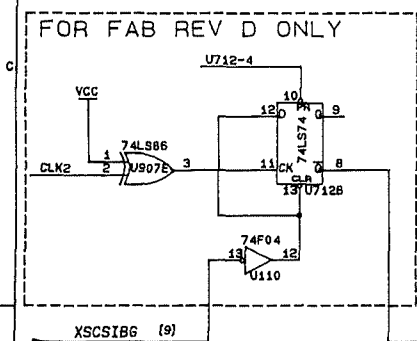 FOR FAB REV D ONLY
C
U712-4
VCC
10
PR
12
D
Q
9
74LS74
74LS86
1
2
CLK2
U907E
3
11
CK
Q
8
CLR
13
U712B
74F04
13
12
U110
XSCSIBG [9]